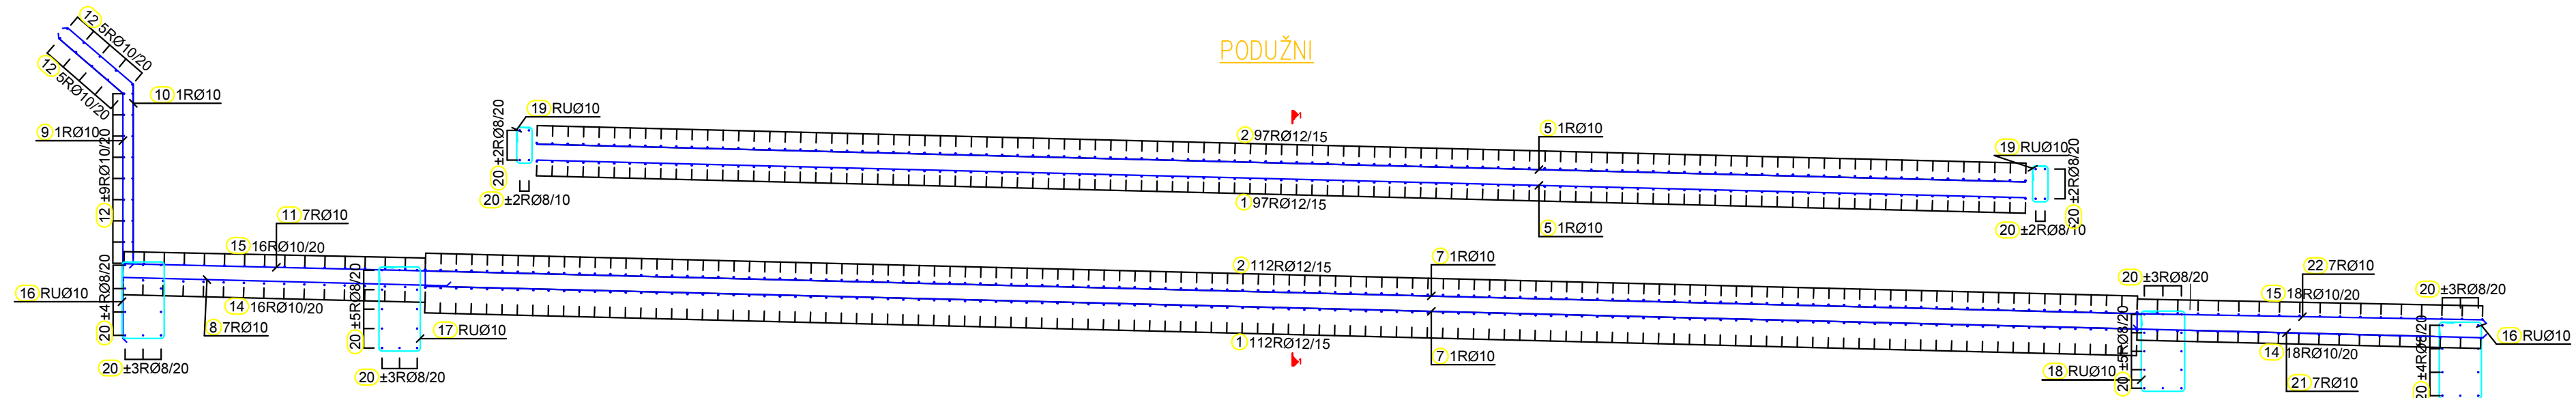 PODUŽNI
12 5RØ10/20
12 5RØ10/20
10 1RØ10
9 1RØ10
12 ±9RØ10/20
19 RUØ10
20 ±2RØ8/20
20 ±2RØ8/10
2 97RØ12/15
1 97RØ12/15
5 1RØ10
5 1RØ10
19 RUØ10
20 ±2RØ8/20
20 ±2RØ8/10
11 7RØ10
15 16RØ10/20
14 16RØ10/20
16 RUØ10
20 ±4RØ8/20
8 7RØ10
20 ±3RØ8/20
20 ±5RØ8/20
17 RUØ10
20 ±3RØ8/20
2 112RØ12/15
1 112RØ12/15
7 1RØ10
7 1RØ10
20 ±3RØ8/20
22 7RØ10
15 18RØ10/20
20 ±3RØ8/20
20 ±5RØ8/20
18 RUØ10
14 18RØ10/20
21 7RØ10
20 ±4RØ8/20
16 RUØ10